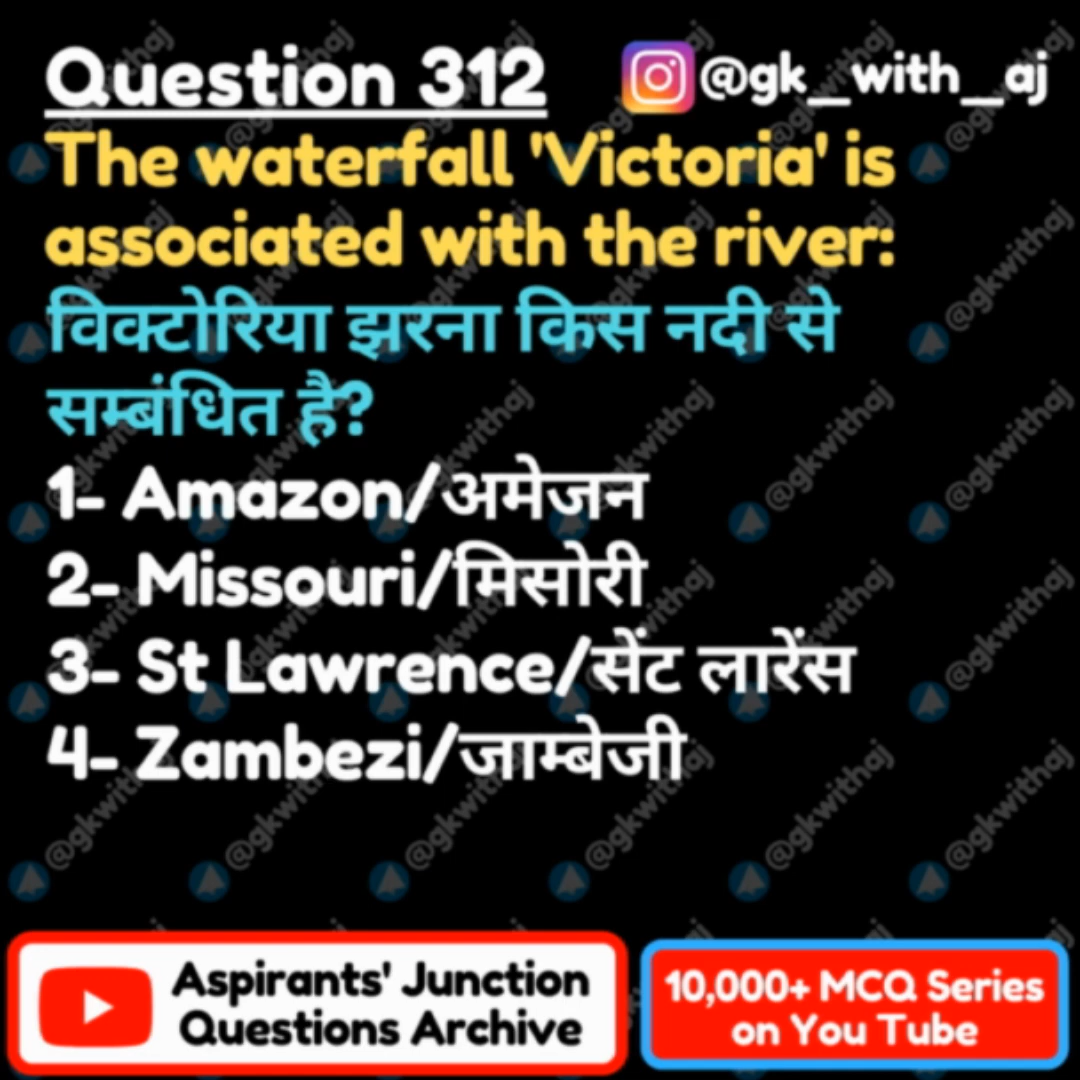 Question 312
@gk_with_aj
The waterfall 'Victoria' is
associated with the river:
विक्टोरिया झरना किस नदी से
सम्बंधित है?
1- Amazon/अमेजन
2- Missouri/मिसोरी
3- St Lawrence/सेंट लारेंस
4- Zambezi/जाम्बेजी
Aspirants' Junction
Questions Archive
10,000+ MCQ Series
on You Tube
@gkwithaj